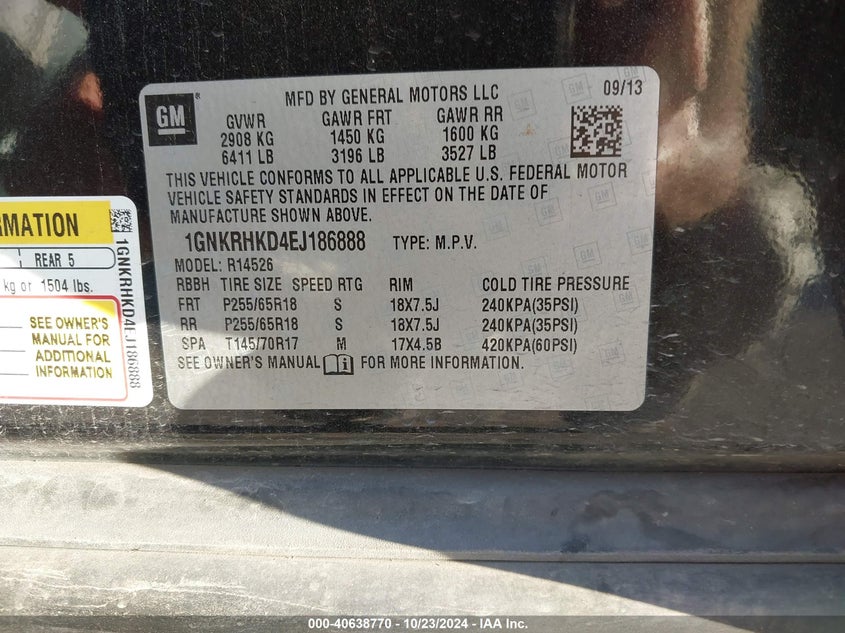 GM
MFD BY GENERAL MOTORS LLC
09/13
GVWR GAWR FRT GAWR RR
2908 KG 1450 KG 1600 KG
6411 LB 3196 LB 3527 LB
THIS VEHICLE CONFORMS TO ALL APPLICABLE U.S. FEDERAL MOTOR
VEHICLE SAFETY STANDARDS IN EFFECT ON THE DATE OF
MANUFACTURE SHOWN ABOVE.
1GNKRHKD4EJ186888 TYPE: M.P.V.
MODEL: R14526
RBBH TIRE SIZE SPEED RTG RIM COLD TIRE PRESSURE
FRT P255/65R18 S 18X7.5J 240KPA(35PSI)
RR P255/65R18 S 18X7.5J 240KPA(35PSI)
SPA T145/70R17 M 17X4.5B 420KPA(60PSI)
SEE OWNER'S MANUAL FOR MORE INFORMATION.
RMATION
REAR 5
kg or 1504 lbs.
SEE OWNER'S
MANUAL FOR
ADDITIONAL
INFORMATION
1GNKRHKD4EJ186888
000-40638770 - 10/23/2024 - IAA Inc.